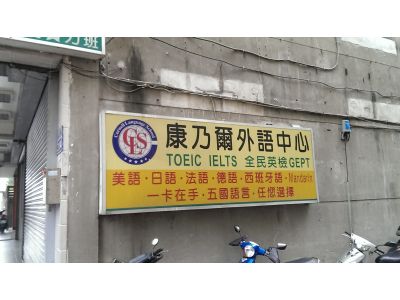 康乃爾外語中心
TOEIC IELTS 全民英檢GEPT
美語·日語·法語·德語·西班牙語·Mandarin
一卡在手·五國語言·任您選擇
CLS
班